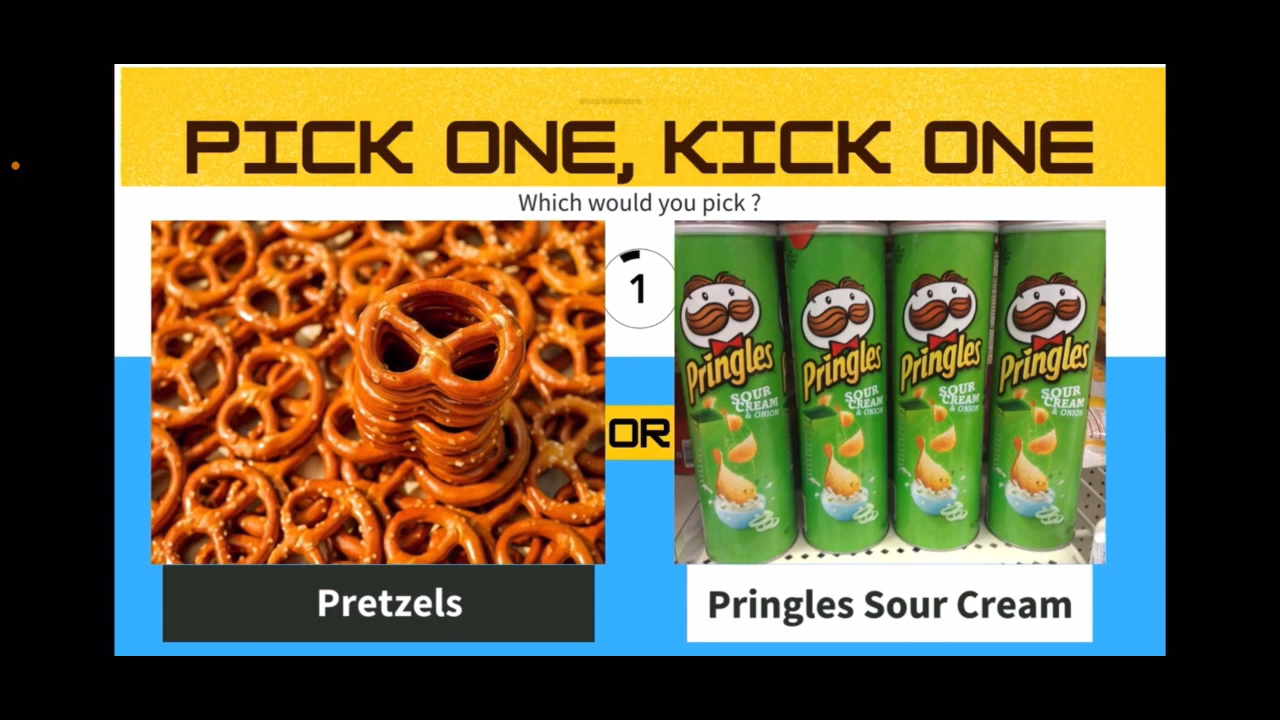 PICK ONE, KICK ONE
Which would you pick ?
1
OR
Pringles
SOUR
CREAM
& ONION
Pringles
SOUR
CREAM
& ONION
Pringles
SOUR
CREAM
& ONION
Pringles
SOUR
CREAM
& ONION
Pretzels
Pringles Sour Cream